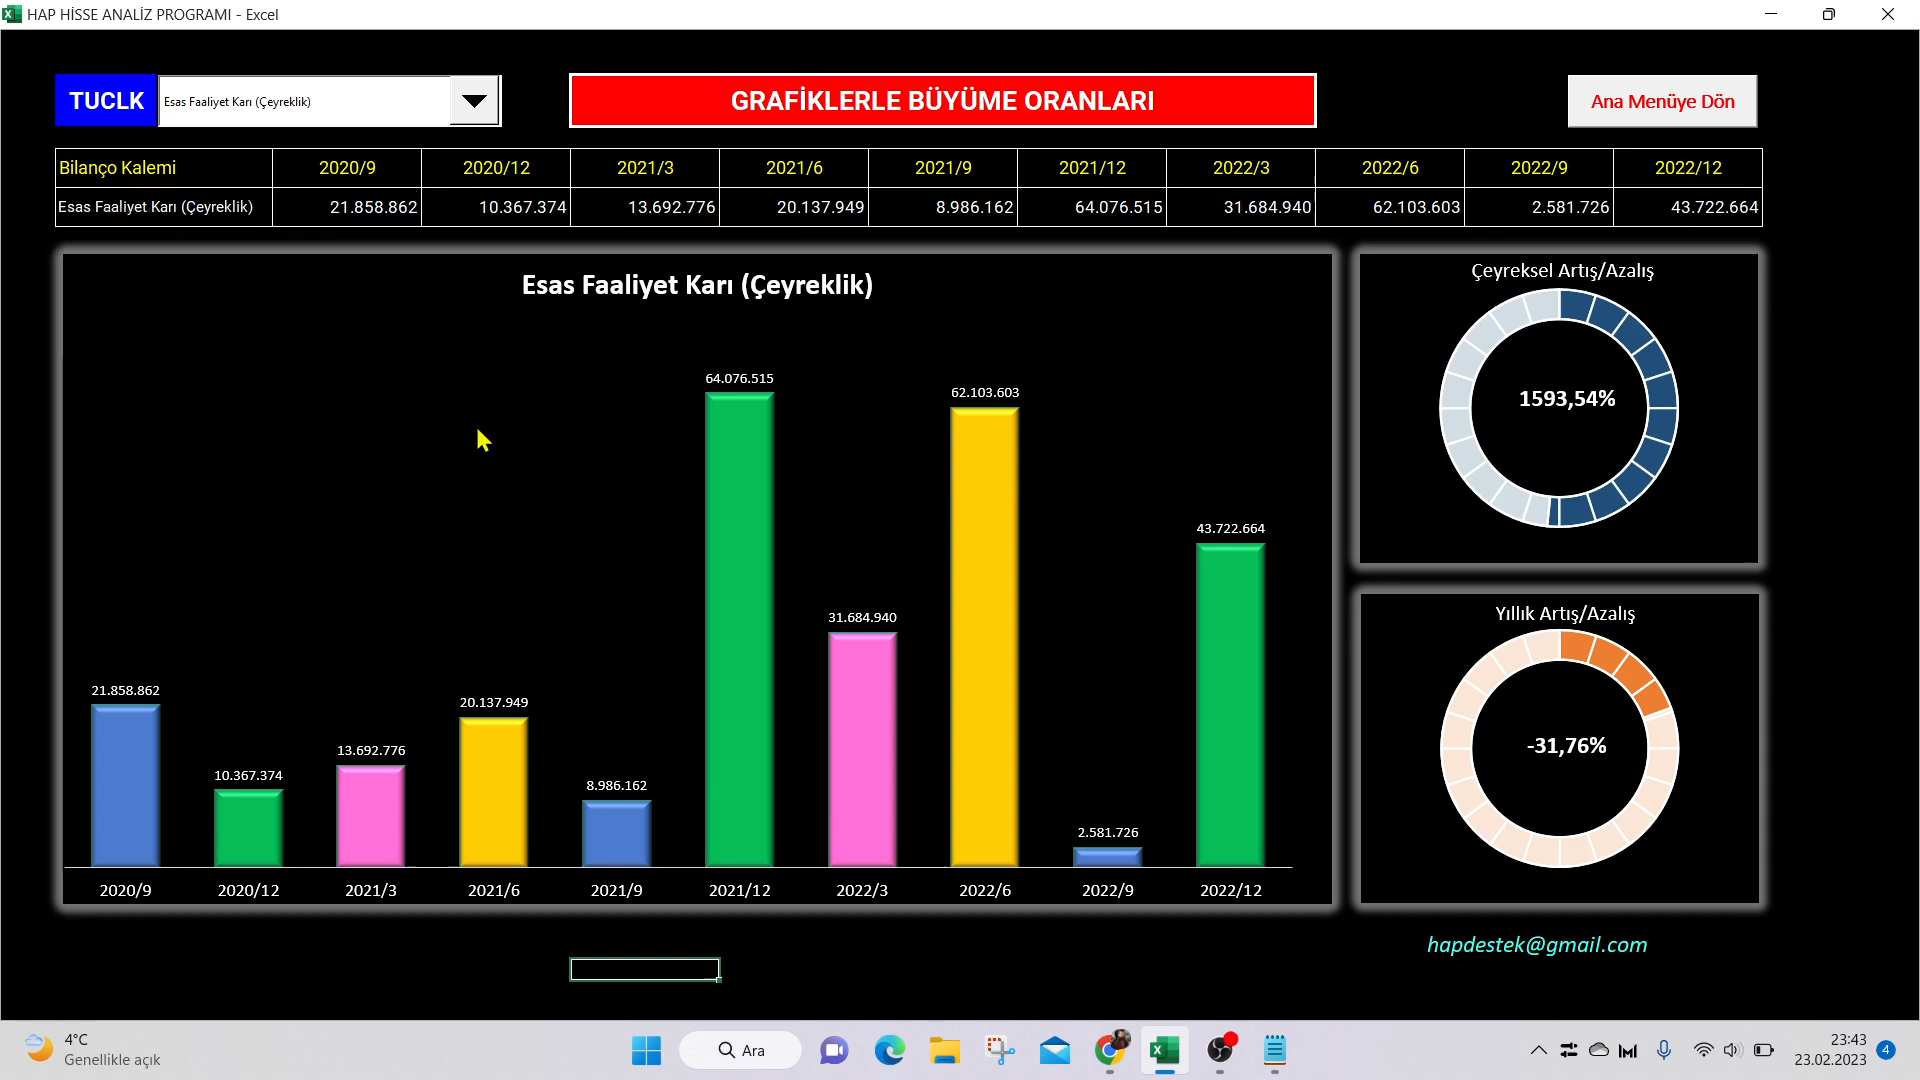 HAP HİSSE ANALİZ PROGRAMI - Excel
TUCLK
Esas Faaliyet Karı (Çeyreklik)
GRAFİKLERLE BÜYÜME ORANLARI
Ana Menüye Dön
Bilanço Kalemi 2020/9 2020/12 2021/3 2021/6 2021/9 2021/12 2022/3 2022/6 2022/9 2022/12
Esas Faaliyet Karı (Çeyreklik) 21.858.862 10.367.374 13.692.776 20.137.949 8.986.162 64.076.515 31.684.940 62.103.603 2.581.726 43.722.664
Esas Faaliyet Karı (Çeyreklik)
21.858.862
10.367.374
13.692.776
20.137.949
8.986.162
64.076.515
31.684.940
62.103.603
2.581.726
43.722.664
2020/9 2020/12 2021/3 2021/6 2021/9 2021/12 2022/3 2022/6 2022/9 2022/12
Çeyreksel Artış/Azalış
1593,54%
Yıllık Artış/Azalış
-31,76%
hapdestek@gmail.com
4°C
Genellikle açık
Ara
23:43
23.02.2023
4